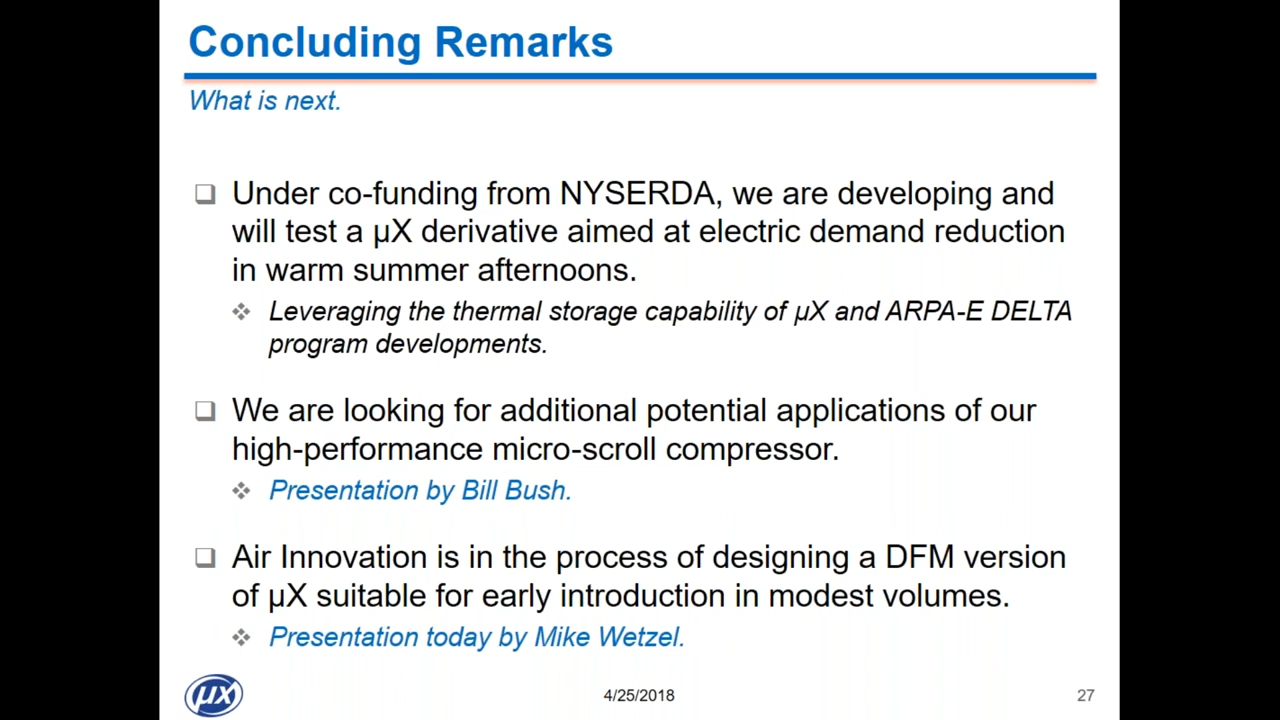 Concluding Remarks
What is next.
Under co-funding from NYSERDA, we are developing and
will test a µX derivative aimed at electric demand reduction
in warm summer afternoons.
Leveraging the thermal storage capability of µX and ARPA-E DELTA
program developments.
We are looking for additional potential applications of our
high-performance micro-scroll compressor.
Presentation by Bill Bush.
Air Innovation is in the process of designing a DFM version
of µX suitable for early introduction in modest volumes.
Presentation today by Mike Wetzel.
µx
4/25/2018
27